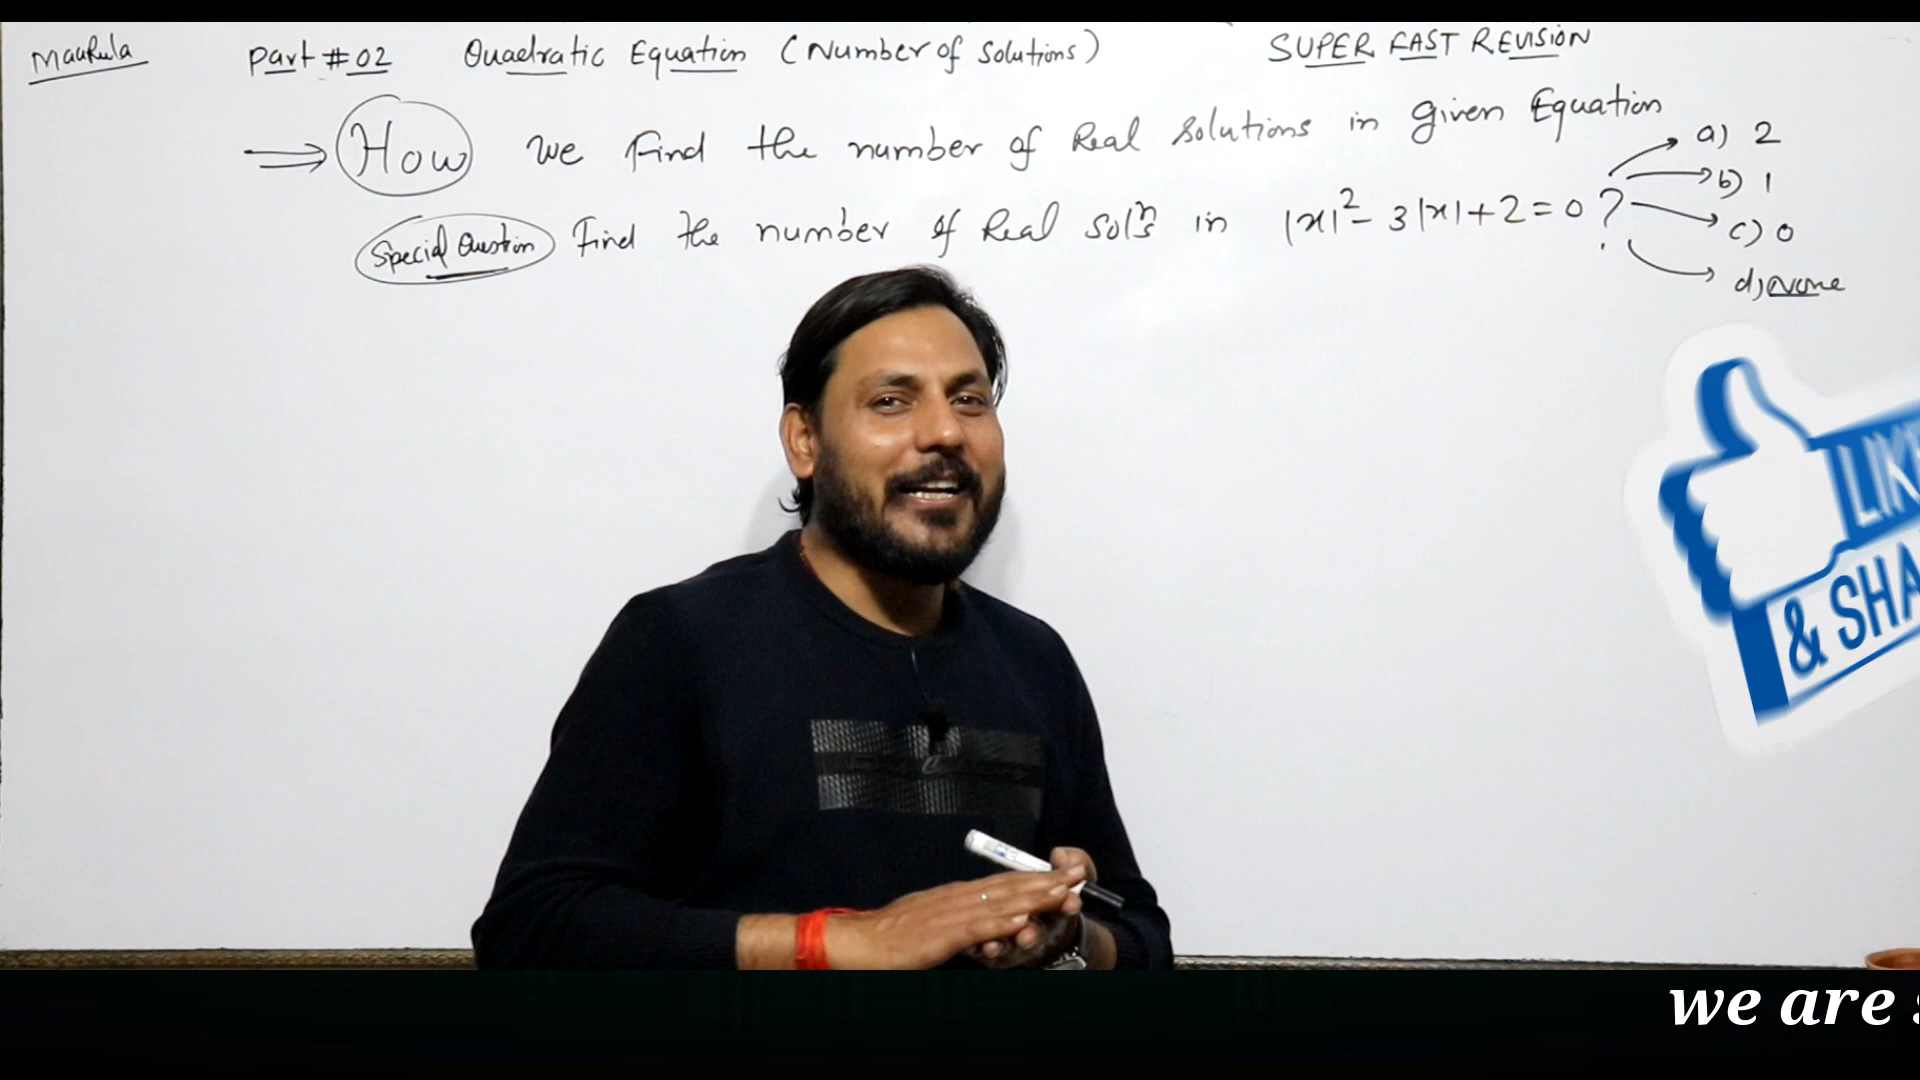 Part # 02 Quadratic Equation (Number of Solutions) SUPER FAST REVISION
⇒ How we find the number of Real Solutions in given Equation
Special Question Find the number of Real Solns in |x|² - 3|x| + 2 = 0 ?
a) 2
b) 1
c) 0
d) None
LIK
& SHA
we are